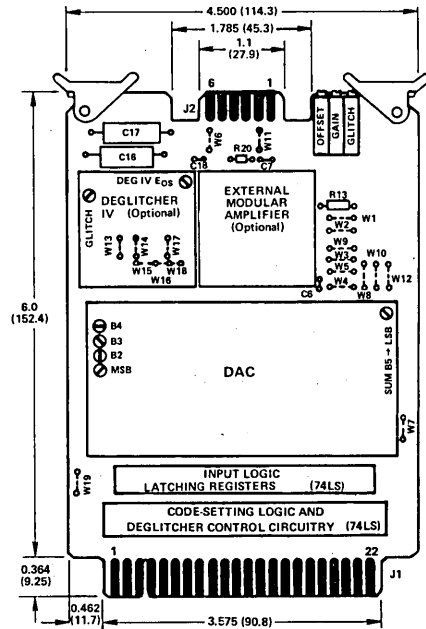 4.500 (114.3)
1.785 (45.3)
1.1
(27.9)
J2
6 1
OFFSET
GAIN
GLITCH
C17
C16
W6
W11
R20
C18
C7
DEG IV EOS
DEGLITCHER
IV (Optional)
GLITCH
EXTERNAL
MODULAR
AMPLIFIER
(Optional)
R13
W1
W2
W9
W3
W5
W4
W10
W8
W12
W13
W14
W17
W15
W18
W16
C6
6.0
(152.4)
B4
B3
B2
MSB
DAC
SUM B5 → LSB
W7
W19
INPUT LOGIC
LATCHING REGISTERS (74LS)
CODE-SETTING LOGIC AND
DEGLITCHER CONTROL CIRCUITRY (74LS)
1 22
J1
0.364
(9.25)
0.462
(11.7)
3.575 (90.8)